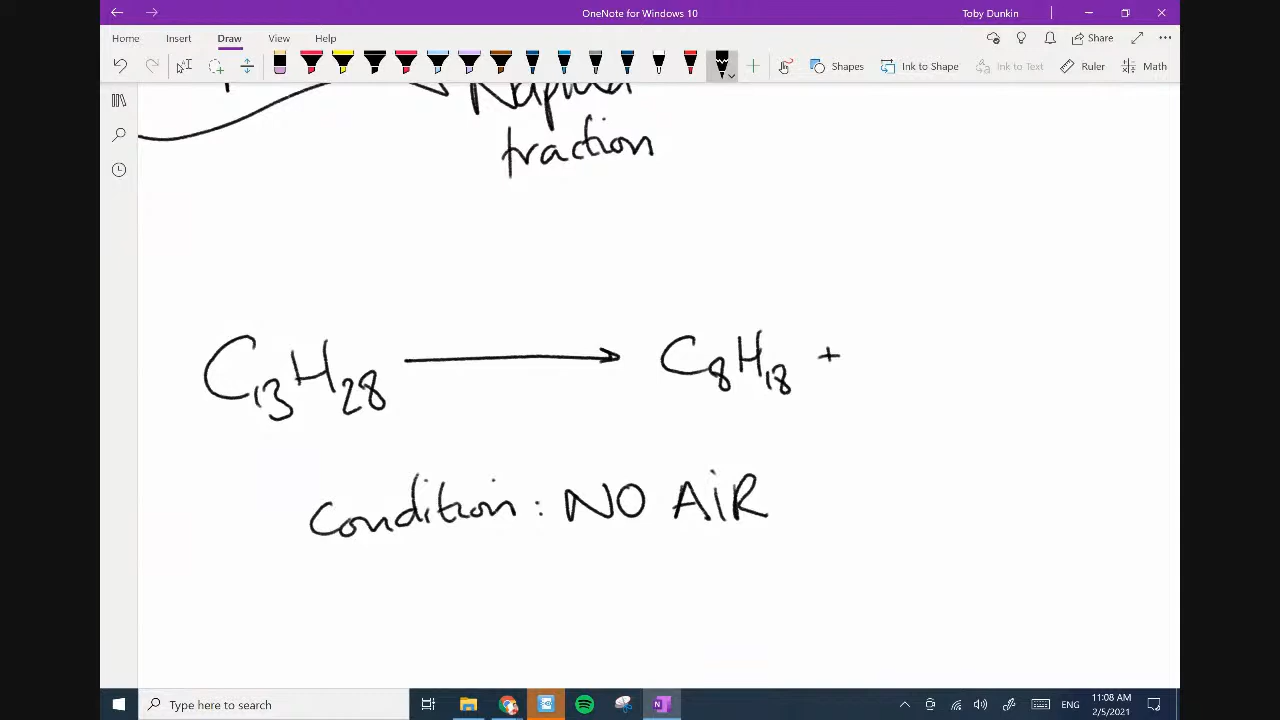 OneNote for Windows 10
Toby Dunkin
Home Insert Draw View Help
Share
Shapes Ink to Shape Ink to Text Ruler Math
traction
C₁₃H₂₈ → C₈H₁₈ +
Condition: NO AiR
Type here to search
ENG
11:08 AM
2/5/2021